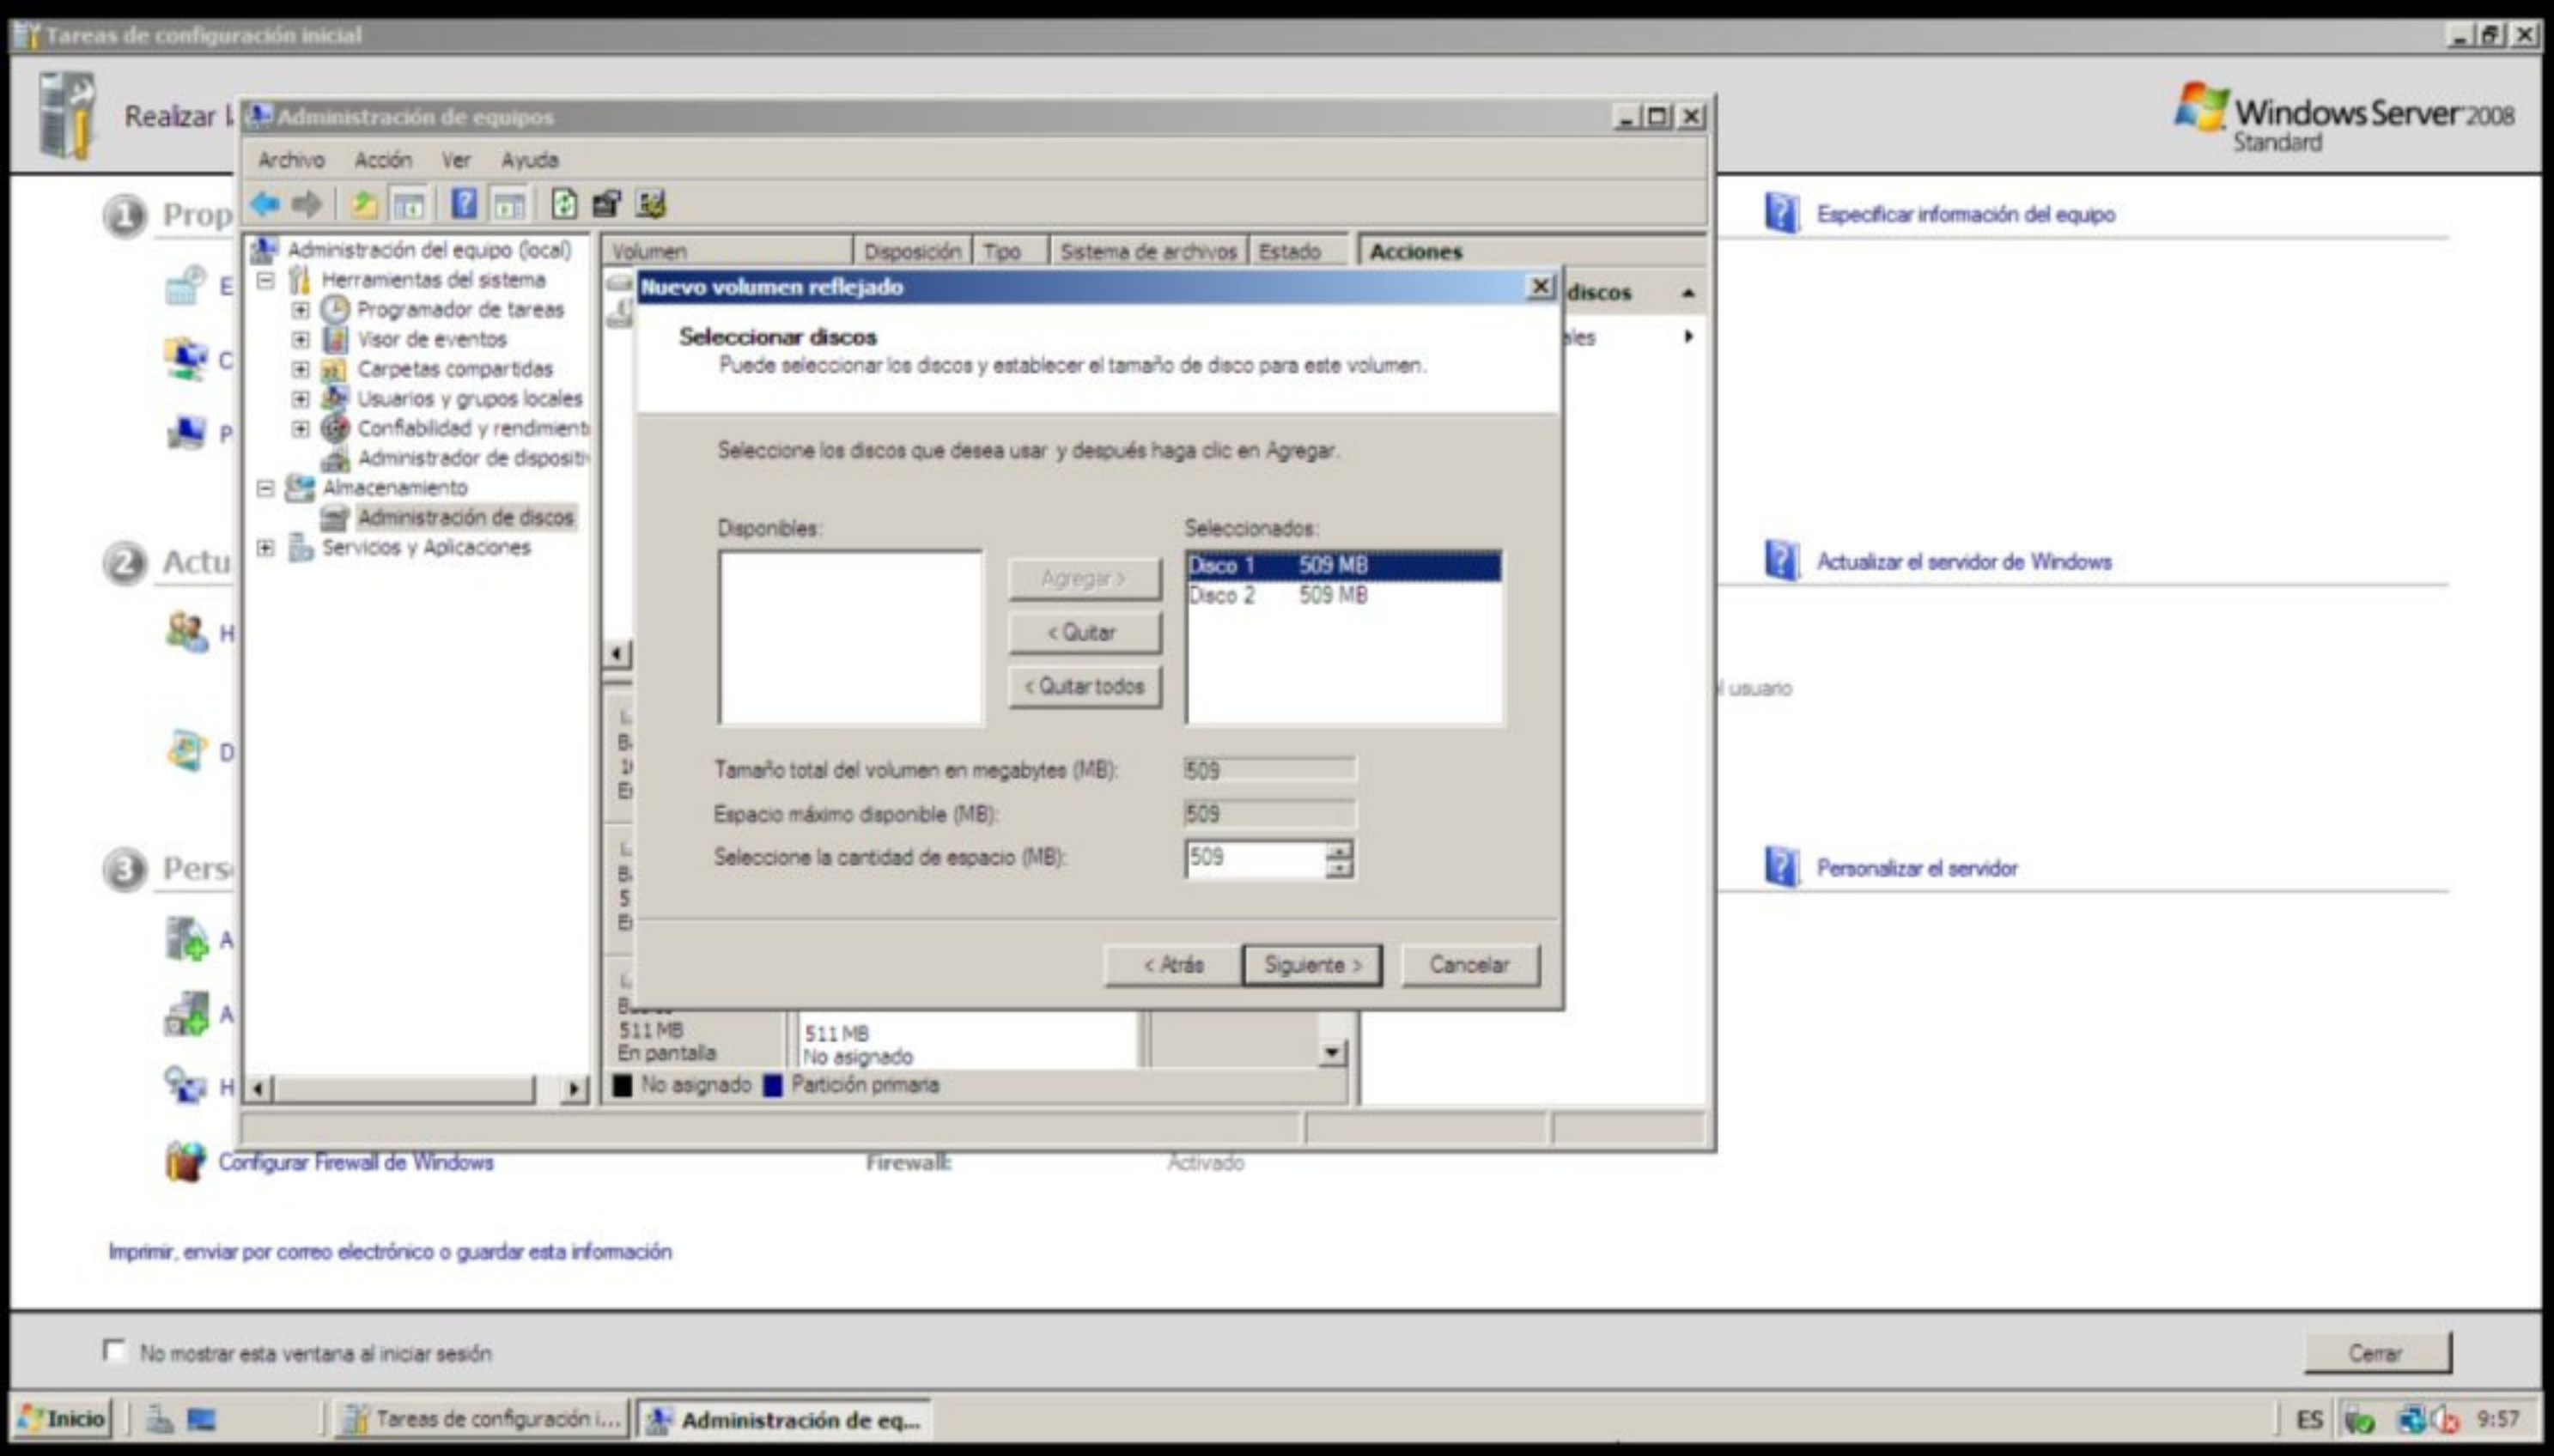 Tareas de configuración inicial
Realizar
Windows Server 2008
Standard
Administración de equipos
Archivo Acción Ver Ayuda
1 Prop
Especificar información del equipo
Administración del equipo (local)
Herramientas del sistema
Programador de tareas
Visor de eventos
Carpetas compartidas
Usuarios y grupos locales
Confiabilidad y rendimient
Administrador de dispositi
Almacenamiento
Administración de discos
Servicios y Aplicaciones
Volumen Disposición Tipo Sistema de archivos Estado Acciones
discos
ales
Nuevo volumen reflejado
Seleccionar discos
Puede seleccionar los discos y establecer el tamaño de disco para este volumen.
Seleccione los discos que desea usar y después haga clic en Agregar.
Disponibles:
Seleccionados:
Agregar >
< Quitar
< Quitar todos
Disco 1 509 MB
Disco 2 509 MB
Tamaño total del volumen en megabytes (MB): 509
Espacio máximo disponible (MB): 509
Seleccione la cantidad de espacio (MB): 509
< Atrás Siguiente > Cancelar
511 MB
En pantalla
511 MB
No asignado
No asignado Partición primaria
2 Actu
Actualizar el servidor de Windows
l usuario
3 Pers
Personalizar el servidor
Configurar Firewall de Windows Firewall: Activado
Imprimir, enviar por correo electrónico o guardar esta información
No mostrar esta ventana al iniciar sesión
Cerrar
Inicio Tareas de configuración i... Administración de eq... ES 9:57